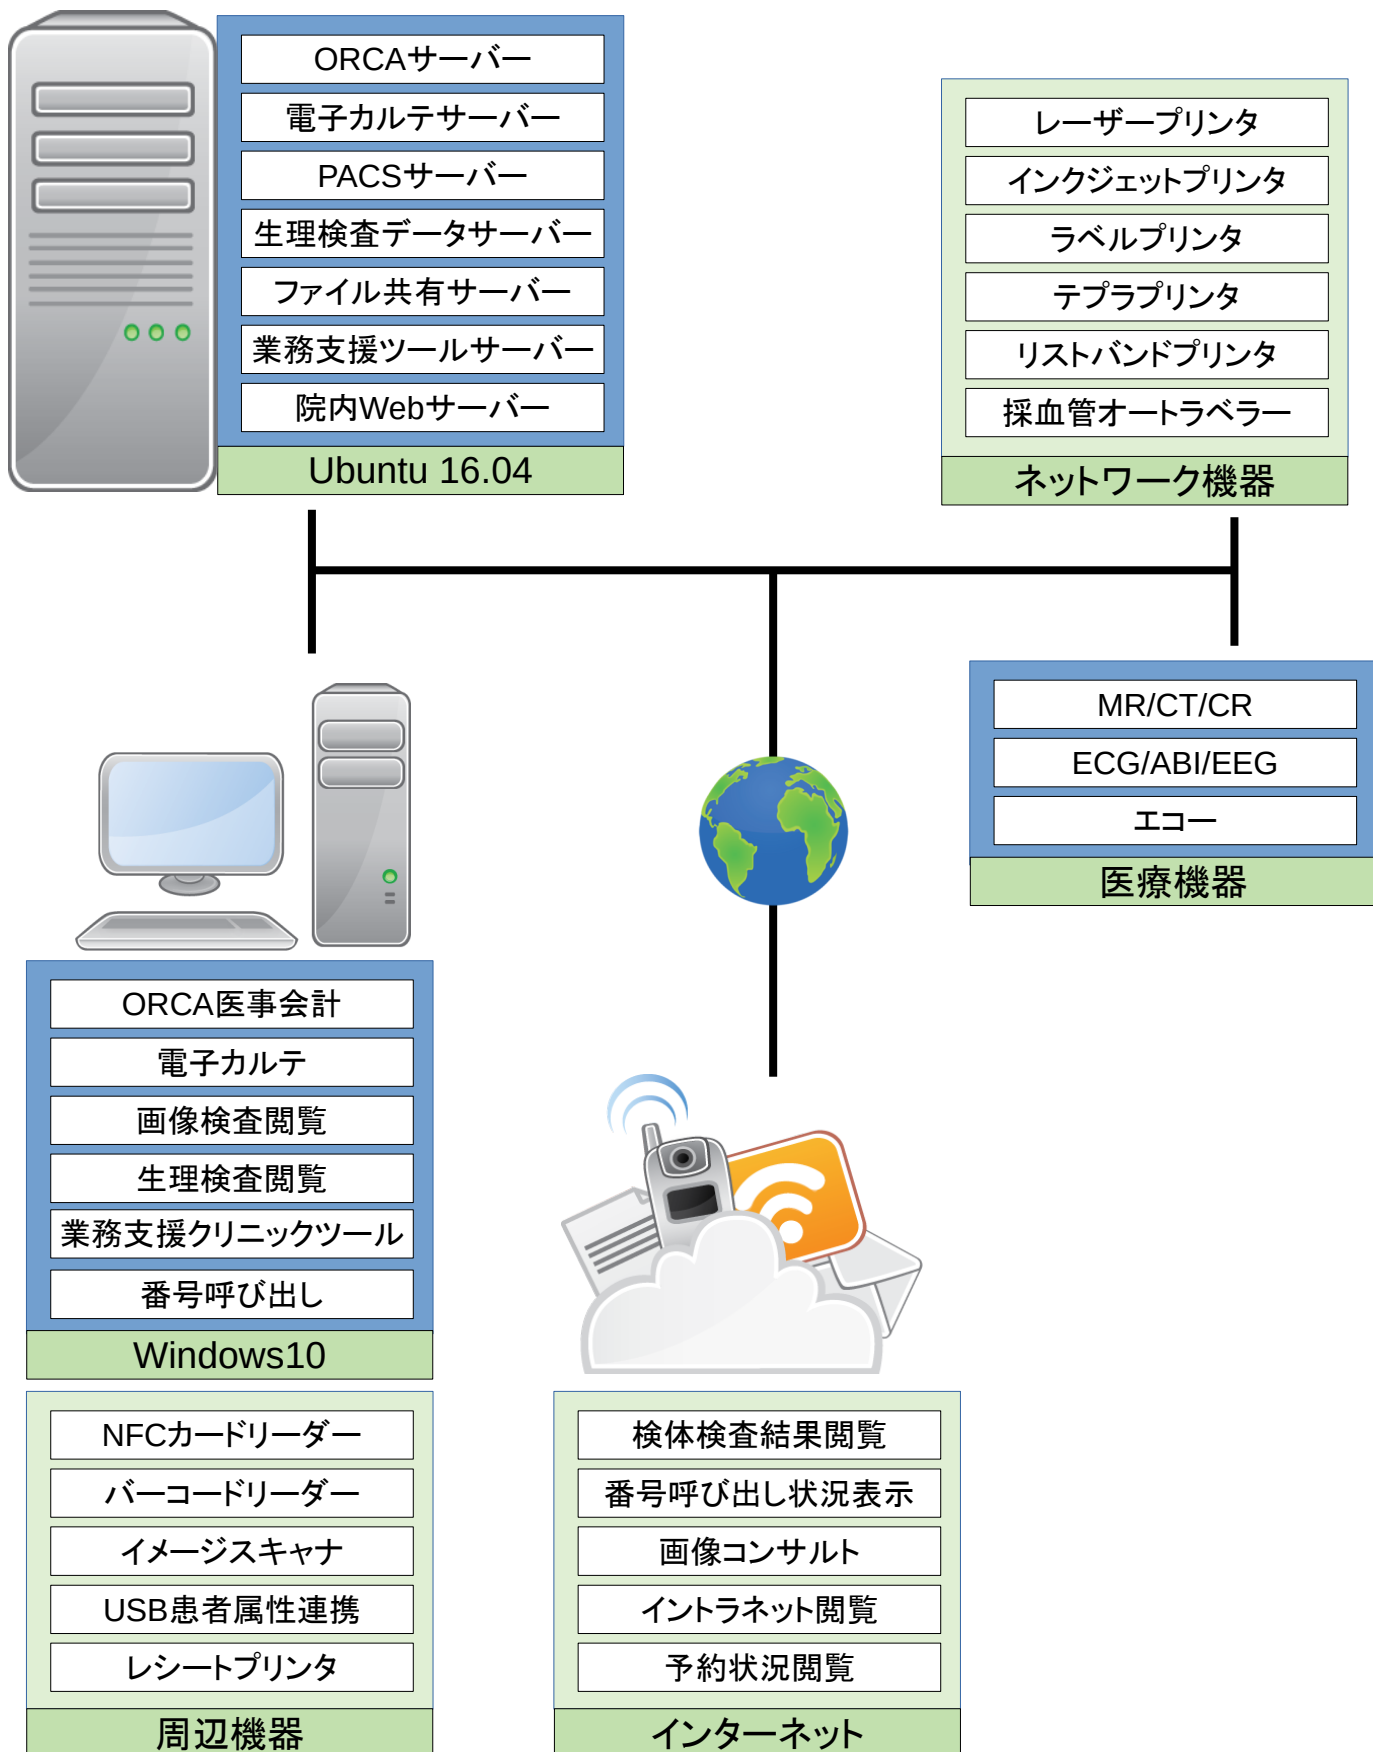 ORCAサーバー
電子カルテサーバー
PACSサーバー
生理検査データサーバー
ファイル共有サーバー
業務支援ツールサーバー
院内Webサーバー
Ubuntu 16.04
レーザープリンタ
インクジェットプリンタ
ラベルプリンタ
テプラプリンタ
リストバンドプリンタ
採血管オートラベラー
ネットワーク機器
MR/CT/CR
ECG/ABI/EEG
エコー
医療機器
ORCA医事会計
電子カルテ
画像検査閲覧
生理検査閲覧
業務支援クリニックツール
番号呼び出し
Windows10
NFCカードリーダー
バーコードリーダー
イメージスキャナ
USB患者属性連携
レシートプリンタ
周辺機器
検体検査結果閲覧
番号呼び出し状況表示
画像コンサルト
イントラネット閲覧
予約状況閲覧
インターネット